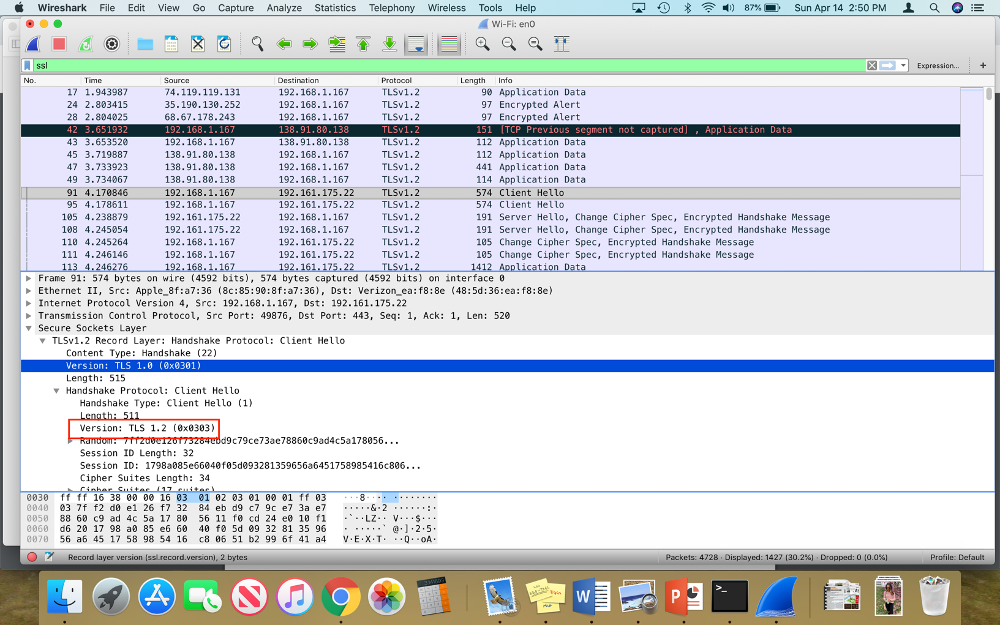 Wireshark File Edit View Go Capture Analyze Statistics Telephony Wireless Tools Help 87% Sun Apr 14 2:50 PM
Wi-Fi: en0
ssl Expression... +
No. Time Source Destination Protocol Length Info
17 1.943987 74.119.119.131 192.168.1.167 TLSv1.2 90 Application Data
24 2.803415 35.190.130.252 192.168.1.167 TLSv1.2 97 Encrypted Alert
28 2.804025 68.67.178.243 192.168.1.167 TLSv1.2 97 Encrypted Alert
42 3.651932 192.168.1.167 138.91.80.138 TLSv1.2 151 [TCP Previous segment not captured] , Application Data
43 3.653520 192.168.1.167 138.91.80.138 TLSv1.2 112 Application Data
45 3.719887 138.91.80.138 192.168.1.167 TLSv1.2 112 Application Data
47 3.733923 138.91.80.138 192.168.1.167 TLSv1.2 441 Application Data
49 3.734067 138.91.80.138 192.168.1.167 TLSv1.2 114 Application Data
91 4.170846 192.168.1.167 192.161.175.22 TLSv1.2 574 Client Hello
95 4.178611 192.168.1.167 192.161.175.22 TLSv1.2 574 Client Hello
105 4.238879 192.161.175.22 192.168.1.167 TLSv1.2 191 Server Hello, Change Cipher Spec, Encrypted Handshake Message
108 4.245054 192.161.175.22 192.168.1.167 TLSv1.2 191 Server Hello, Change Cipher Spec, Encrypted Handshake Message
110 4.245264 192.168.1.167 192.161.175.22 TLSv1.2 105 Change Cipher Spec, Encrypted Handshake Message
111 4.246146 192.168.1.167 192.161.175.22 TLSv1.2 105 Change Cipher Spec, Encrypted Handshake Message
113 4.246276 192.168.1.167 192.161.175.22 TLSv1.2 1412 Application Data
Frame 91: 574 bytes on wire (4592 bits), 574 bytes captured (4592 bits) on interface 0
Ethernet II, Src: Apple_8f:a7:36 (8c:85:90:8f:a7:36), Dst: Verizon_ea:f8:8e (48:5d:36:ea:f8:8e)
Internet Protocol Version 4, Src: 192.168.1.167, Dst: 192.161.175.22
Transmission Control Protocol, Src Port: 49876, Dst Port: 443, Seq: 1, Ack: 1, Len: 520
Secure Sockets Layer
TLSv1.2 Record Layer: Handshake Protocol: Client Hello
Content Type: Handshake (22)
Version: TLS 1.0 (0x0301)
Length: 515
Handshake Protocol: Client Hello
Handshake Type: Client Hello (1)
Length: 511
Version: TLS 1.2 (0x0303)
Random: 7ff2d0e126f73284ebd9c79ce73ae78860c9ad4c5a178056...
Session ID Length: 32
Session ID: 1798a085e66040f05d093281359656a6451758985416c806...
Cipher Suites Length: 34
Cipher Suites (17 suites)
0030 ff ff 16 38 00 00 16 03 01 02 03 01 00 01 ff 03 ···8·· ·· ·······
0040 03 7f f2 d0 e1 26 f7 32 84 eb d9 c7 9c e7 3a e7 ·····&·2 ······:·
0050 88 60 c9 ad 4c 5a 17 80 56 11 f0 cd 24 e0 10 f1 ·`··LZ·· V···$···
0060 d6 20 17 98 a0 85 e6 60 40 f0 5d 09 32 81 35 96 · ·····` @·]·2·5·
0070 56 a6 45 17 58 98 54 16 c8 06 51 b2 99 6f 41 a4 V·E·X·T· ··Q··oA·
Record layer version (ssl.record.version), 2 bytes Packets: 4728 · Displayed: 1427 (30.2%) · Dropped: 0 (0.0%) Profile: Default
3.141593
EGGS
MILK
W
P
>_